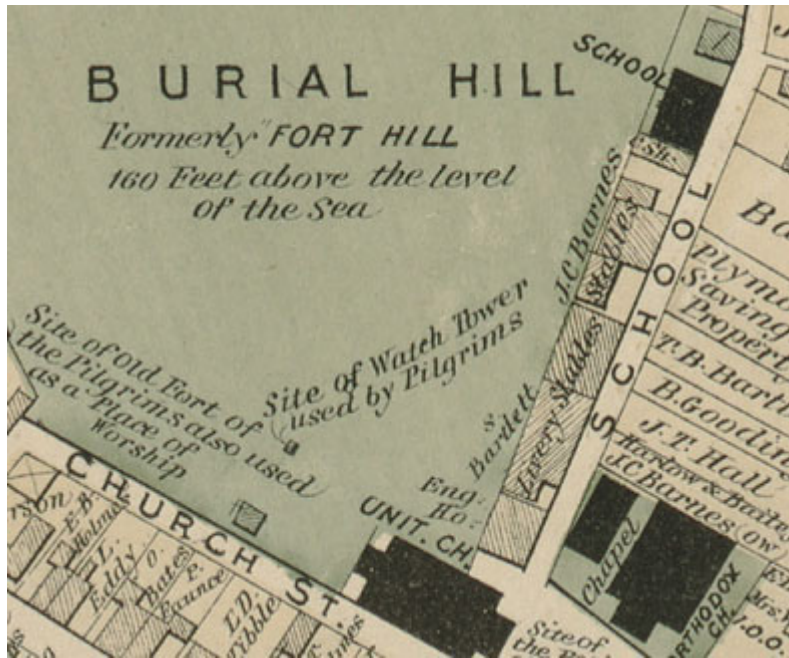 BURIAL HILL
Formerly "FORT HILL
160 Feet above the level
of the Sea
SCHOOL
J.C Barnes
Stables
SCHOOL
Plymo
Saving
Propert
T.B. Barth
B. Goodin
J. T. Hall
J.C Barnes (ow
Site of Watch Tower
used by Pilgrims
Site of Old Fort of
the Pilgrims also used
as a Place of
Worship
S.
Bartlett
Livery Stables
Eng.
Ho.
UNIT. CH.
CHURCH ST.
E. B.
Holmes
L.
Eddy
O.
Bates
P.
Faunce
Chapel
ORTHODOX
CH.
Mrs.
J.O.O.
Site of